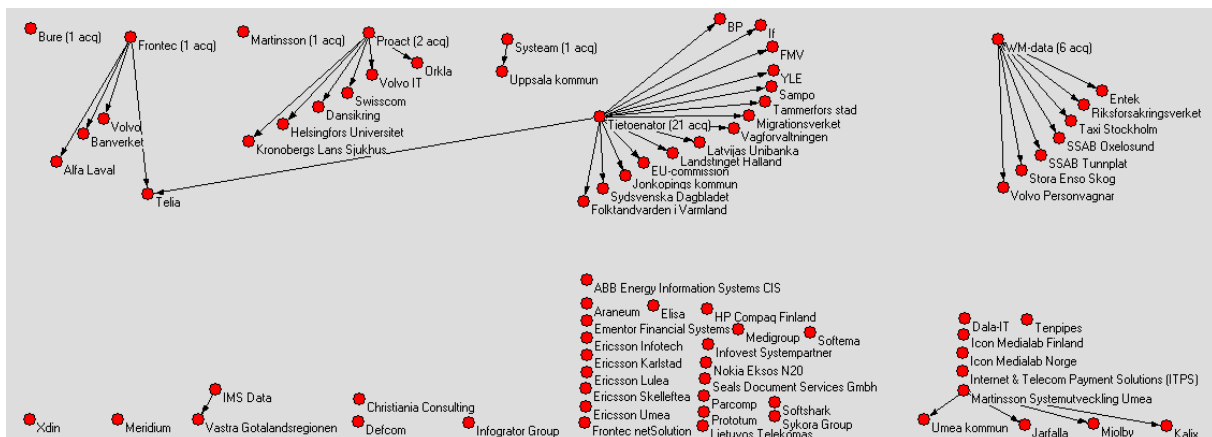 Bure (1 acq)
Frontec (1 acq)
Martinsson (1 acq)
Proact (2 acq)
Systeam (1 acq)
BP
If
FMV
WM-data (6 acq)
Orkla
Volvo IT
Uppsala kommun
YLE
Sampo
Swisscom
Dansikring
Tammerfors stad
Entek
Riksforsakringsverket
Volvo
Helsingfors Universitet
Tietoenator (21 acq)
Migrationsverket
Vagforvaltningen
Taxi Stockholm
Banverket
Kronobergs Lans Sjukhus
Latvijas Unibanka
SSAB Oxelosund
Alfa Laval
Landstinget Halland
EU-commission
SSAB Tunnplat
Jonkopings kommun
Stora Enso Skog
Telia
Sydsvenska Dagbladet
Folktandvarden i Varmland
Volvo Personvagnar
ABB Energy Information Systems CIS
Araneum
Elisa
HP Compaq Finland
Ementor Financial Systems
Medigroup
Softema
Dala-IT
Tenpipes
Ericsson Infotech
Infovest Systempartner
Icon Medialab Finland
Ericsson Karlstad
Nokia Eksos N20
Icon Medialab Norge
Ericsson Lulea
Seals Document Services Gmbh
Internet & Telecom Payment Solutions (ITPS)
IMS Data
Ericsson Skelleftea
Parcomp
Martinsson Systemutveckling Umea
Christiania Consulting
Ericsson Umea
Prototum
Softshark
Xdin
Meridium
Vastra Gotalandsregionen
Defcom
Infogrator Group
Frontec netSolution
Lietuvos Telekomas
Sykora Group
Umea kommun
Jarfalla
Mjolby
Kalix